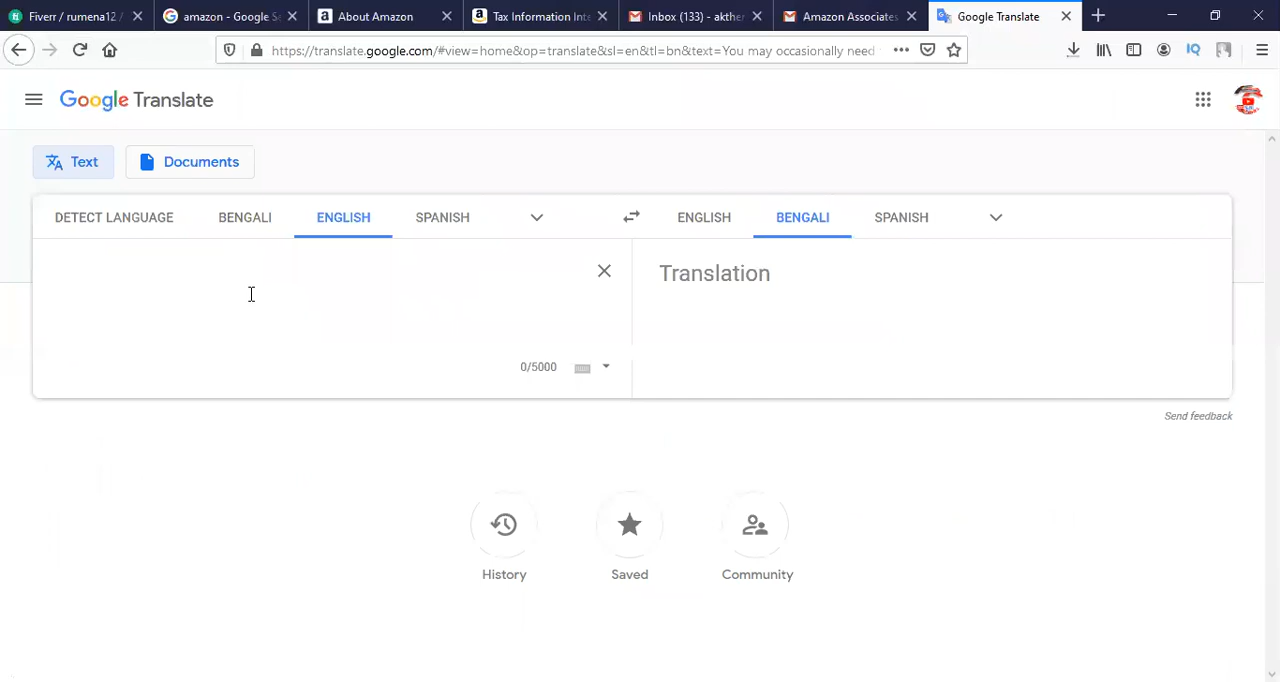 Fiverr / rumena12 /
amazon - Google Se
About Amazon
Tax Information Inte
Inbox (133) - akther
Amazon Associates
Google Translate
https://translate.google.com/#view=home&op=translate&sl=en&tl=bn&text=You may occasionally need
Google Translate
Text
Documents
DETECT LANGUAGE BENGALI ENGLISH SPANISH
ENGLISH BENGALI SPANISH
Translation
0/5000
Send feedback
History
Saved
Community